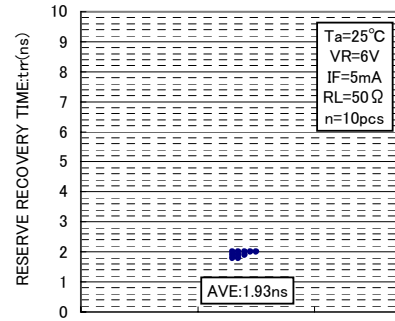 RESERVE RECOVERY TIME:trr(ns)
10
9
8
7
6
5
4
3
2
1
0
Ta=25℃
VR=6V
IF=5mA
RL=50Ω
n=10pcs
AVE:1.93ns